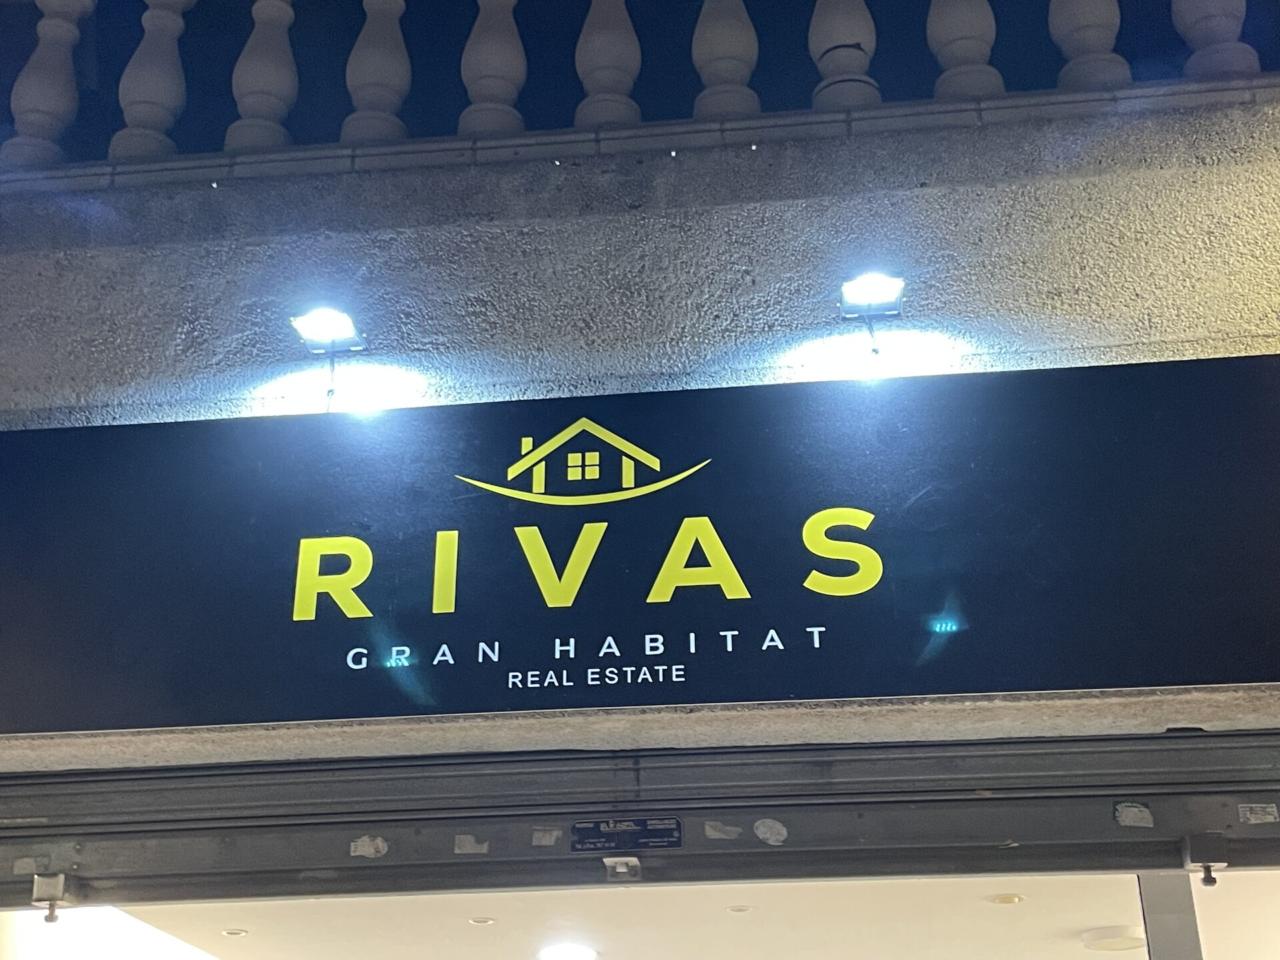 RIVAS
GRAN HABITAT
REAL ESTATE